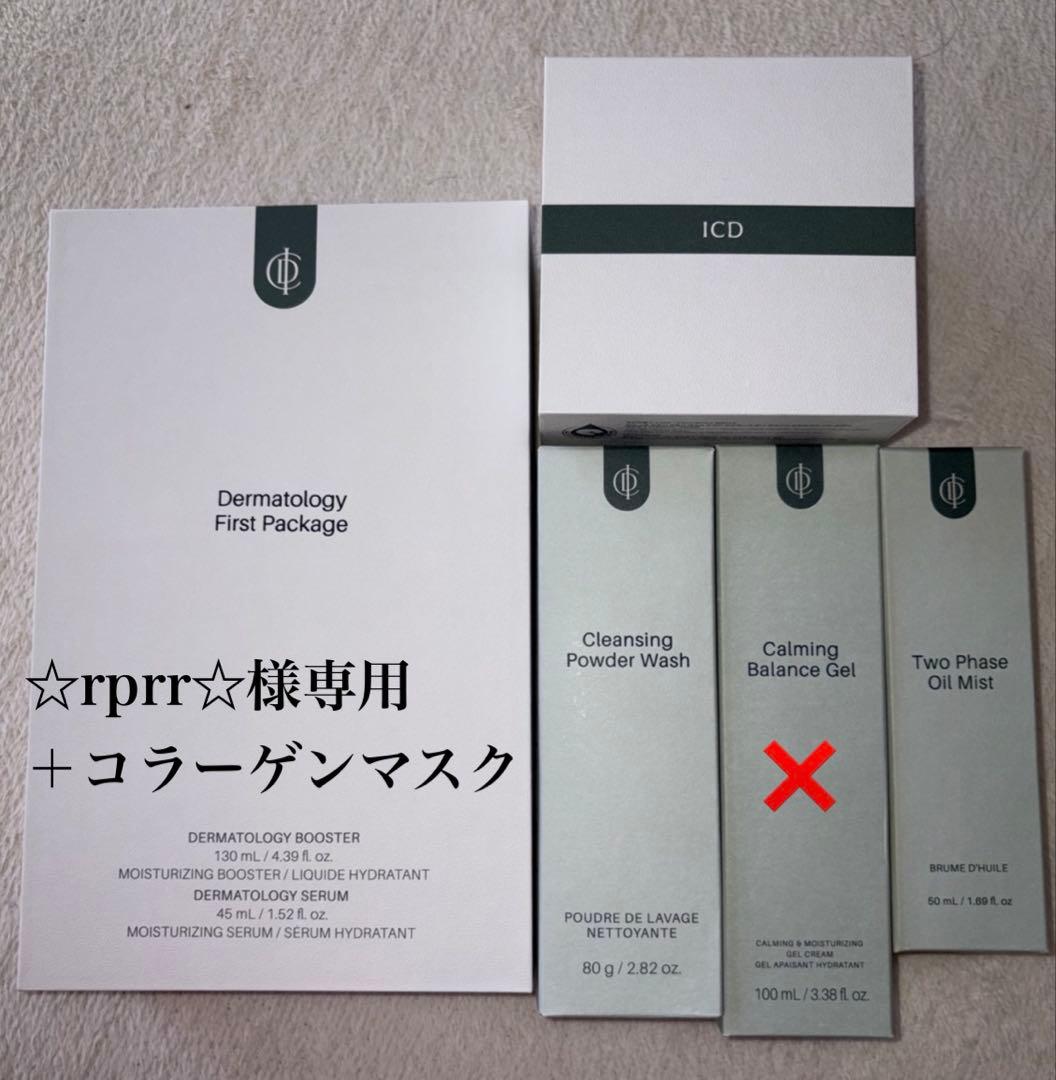 ICD
Dermatology
First Package
☆rprr☆様専用
＋コラーゲンマスク
DERMATOLOGY BOOSTER
130 mL / 4.39 fl. oz.
MOISTURIZING BOOSTER / LIQUIDE HYDRATANT
DERMATOLOGY SERUM
45 mL / 1.52 fl. oz.
MOISTURIZING SERUM / SÉRUM HYDRATANT
Cleansing
Powder Wash
POUDRE DE LAVAGE
NETTOYANTE
80 g / 2.82 oz.
Calming
Balance Gel
CALMING & MOISTURIZING
GEL CREAM
GEL APAISANT HYDRATANT
100 mL / 3.38 fl. oz.
Two Phase
Oil Mist
BRUME D'HUILE
50 mL / 1.69 fl. oz